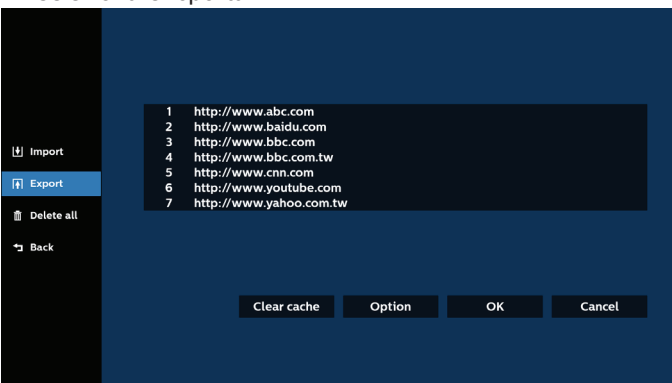 Import
Export
Delete all
Back
1 http://www.abc.com
2 http://www.baidu.com
3 http://www.bbc.com
4 http://www.bbc.com.tw
5 http://www.cnn.com
6 http://www.youtube.com
7 http://www.yahoo.com.tw
Clear cache Option OK Cancel